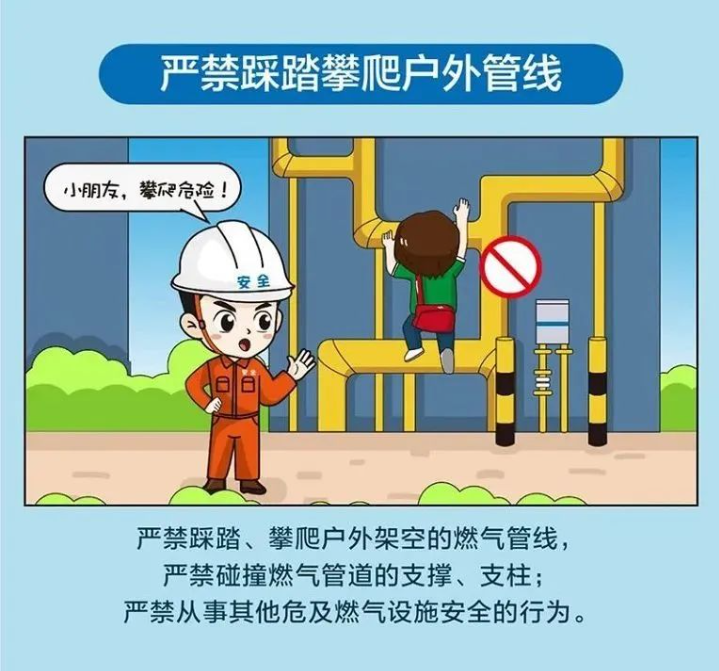 严禁踩踏攀爬户外管线
小朋友，攀爬危险！
安全
严禁踩踏、攀爬户外架空的燃气管线，
严禁碰撞燃气管道的支撑、支柱；
严禁从事其他危及燃气设施安全的行为。